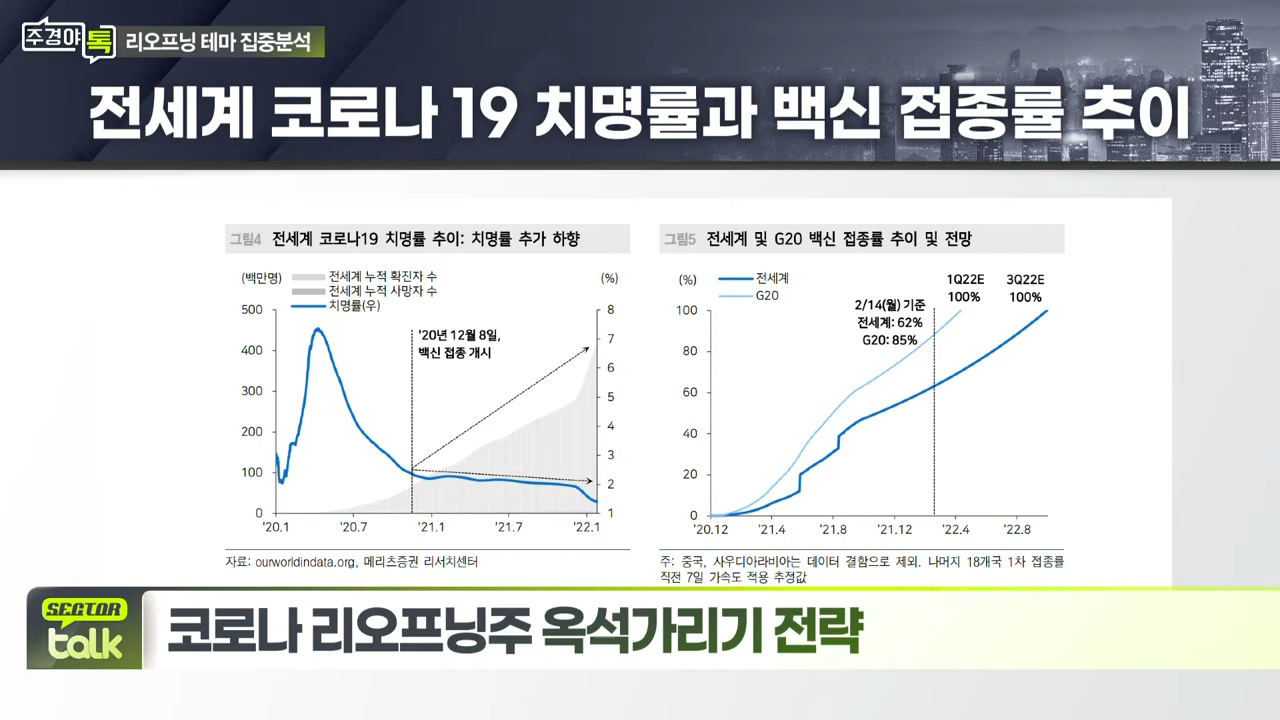 주경야톡
리오프닝 테마 집중분석
전세계 코로나 19 치명률과 백신 접종률 추이
그림4 전세계 코로나19 치명률 추이: 치명률 추가 하향
(백만명)
전세계 누적 확진자 수
전세계 누적 사망자 수
치명률(우)
(%)
500
400
300
200
100
0
8
7
6
5
4
3
2
1
'20년 12월 8일,
백신 접종 개시
'20.1
'20.7
'21.1
'21.7
'22.1
자료: ourworldindata.org, 메리츠증권 리서치센터
그림5 전세계 및 G20 백신 접종률 추이 및 전망
(%)
전세계
G20
1Q22E
100%
3Q22E
100%
2/14(월) 기준
전세계: 62%
G20: 85%
100
80
60
40
20
0
'20.12
'21.4
'21.8
'21.12
'22.4
'22.8
주: 중국, 사우디아라비아는 데이터 결함으로 제외. 나머지 18개국 1차 접종률
직전 7일 가속도 적용 추정값
SECTOR
talk
코로나 리오프닝주 옥석가리기 전략